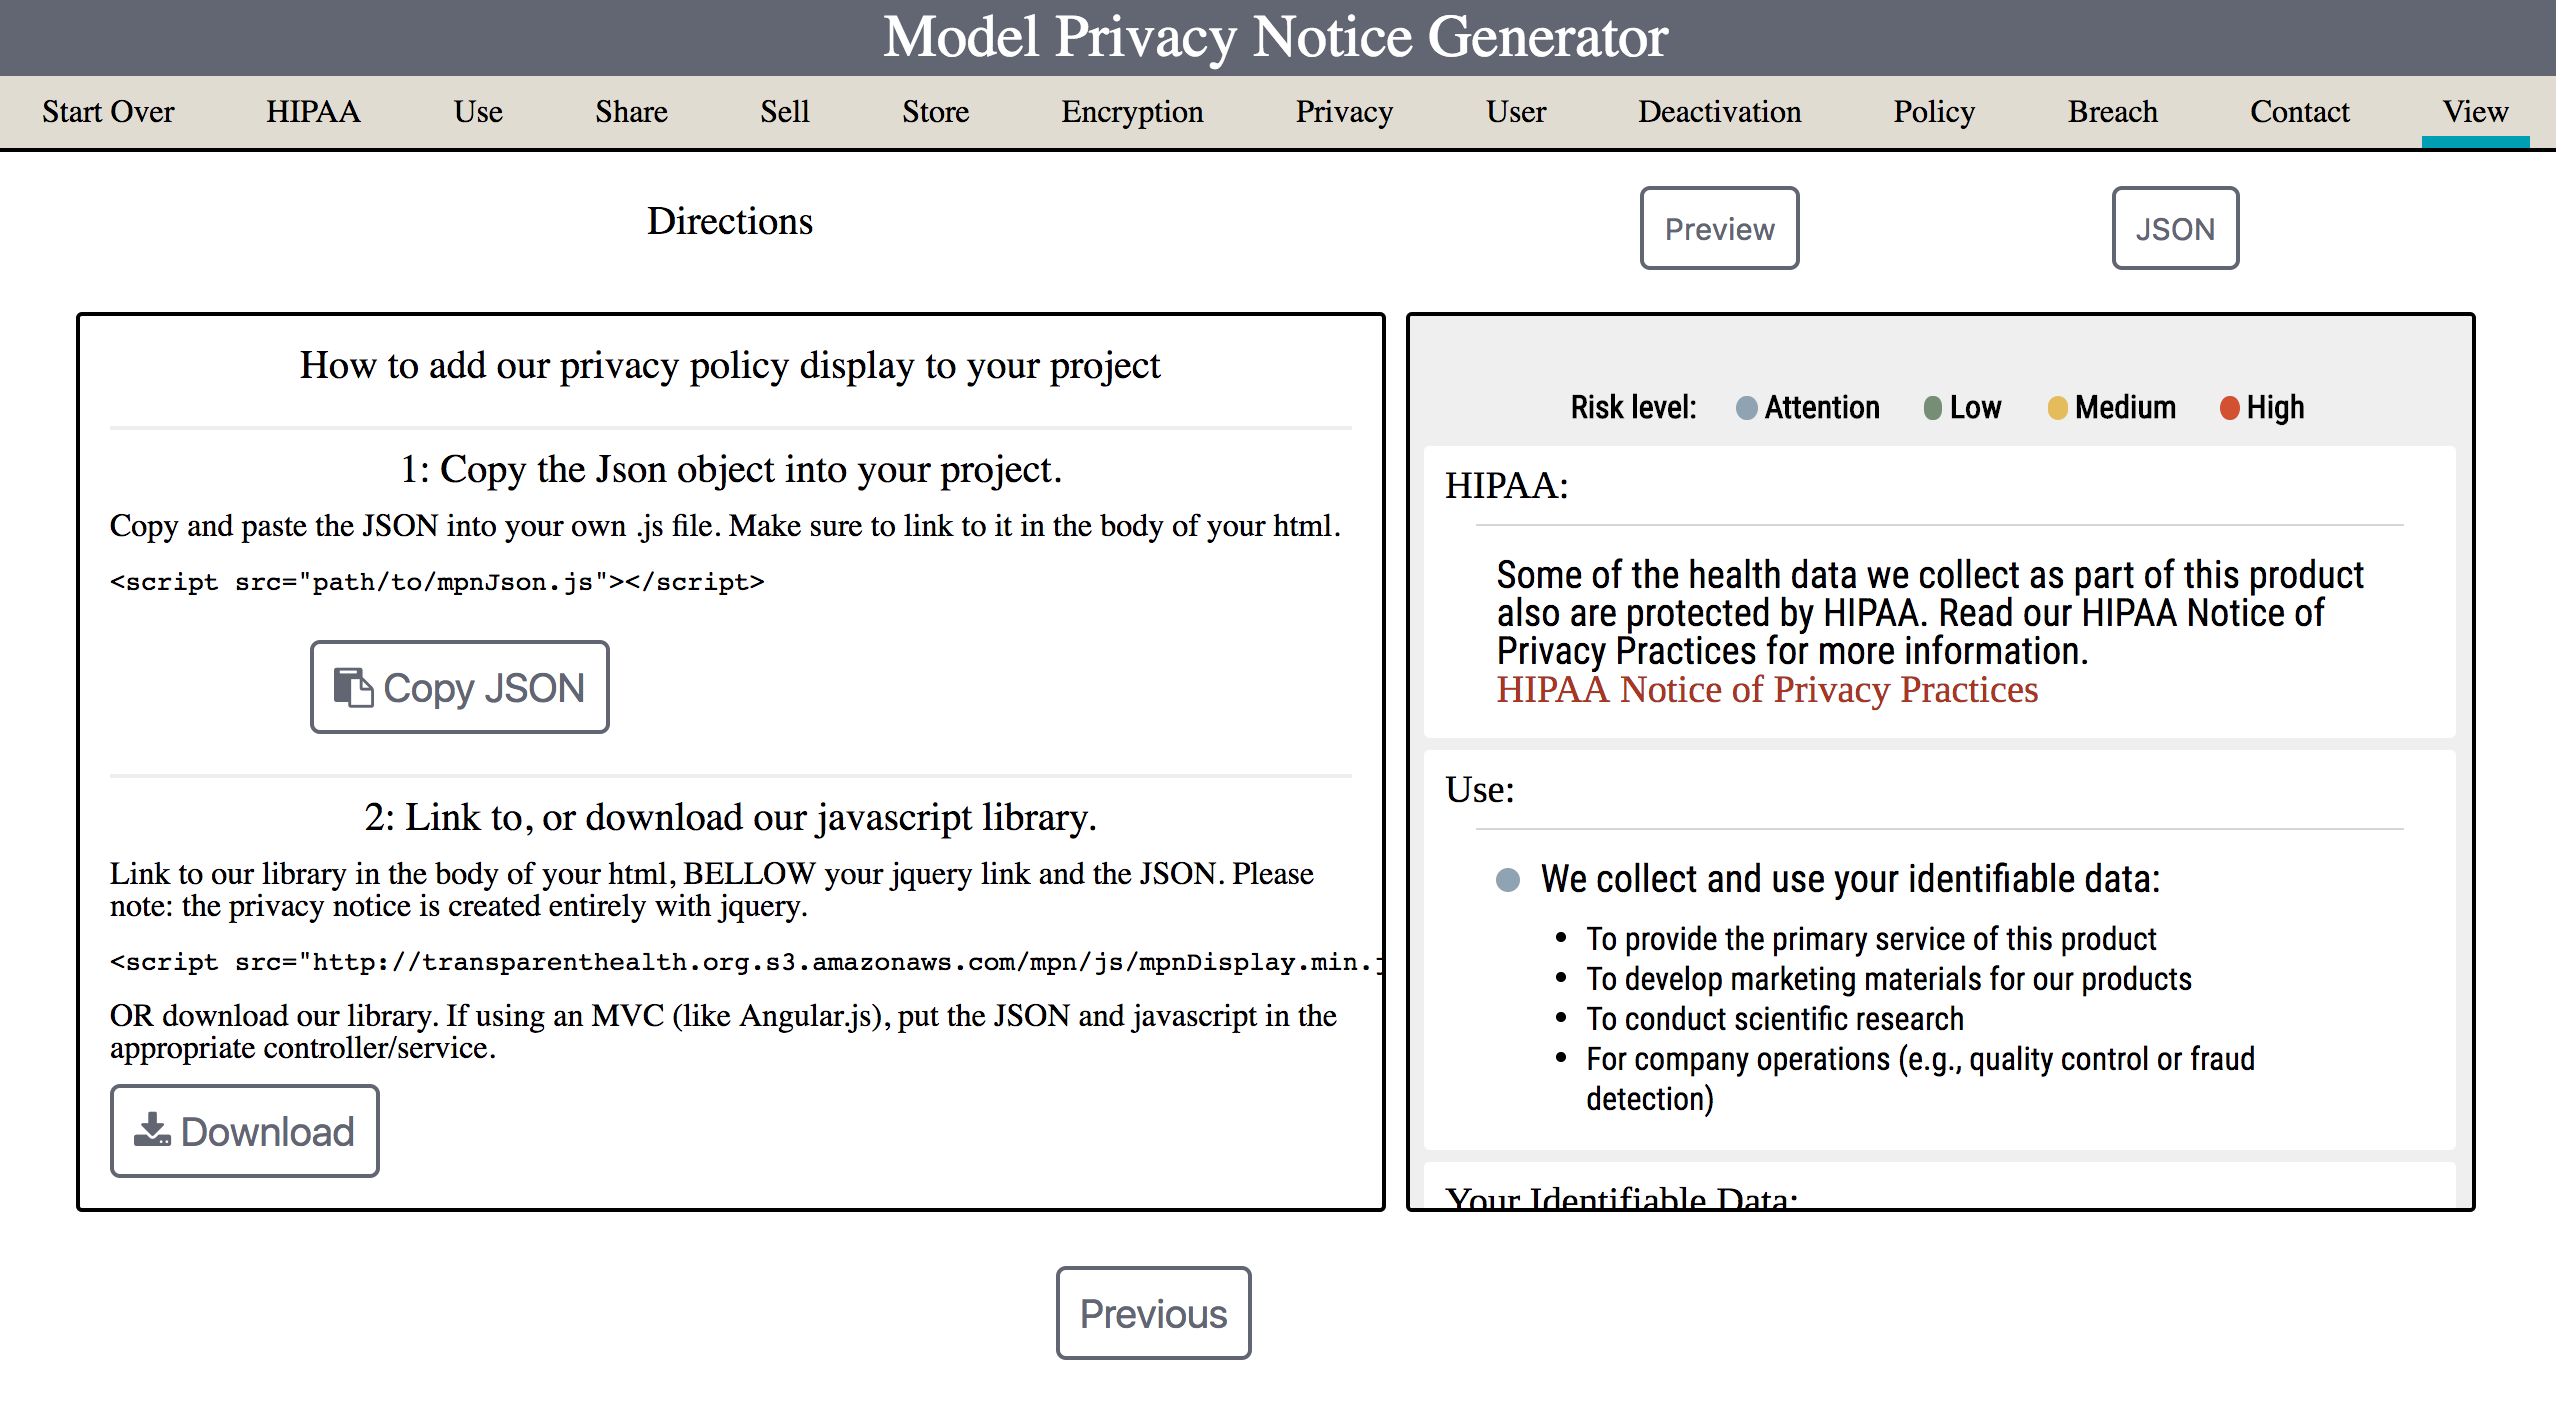 Model Privacy Notice Generator
Start Over HIPAA Use Share Sell Store Encryption Privacy User Deactivation Policy Breach Contact View
Directions
Preview JSON
How to add our privacy policy display to your project
1: Copy the Json object into your project.
Copy and paste the JSON into your own .js file. Make sure to link to it in the body of your html.
<script src="path/to/mpnJson.js"></script>
Copy JSON
2: Link to, or download our javascript library.
Link to our library in the body of your html, BELLOW your jquery link and the JSON. Please
note: the privacy notice is created entirely with jquery.
<script src="http://transparenthealth.org.s3.amazonaws.com/mpn/js/mpnDisplay.min.j
OR download our library. If using an MVC (like Angular.js), put the JSON and javascript in the
appropriate controller/service.
Download
Risk level: Attention Low Medium High
HIPAA:
Some of the health data we collect as part of this product
also are protected by HIPAA. Read our HIPAA Notice of
Privacy Practices for more information.
HIPAA Notice of Privacy Practices
Use:
We collect and use your identifiable data:
• To provide the primary service of this product
• To develop marketing materials for our products
• To conduct scientific research
• For company operations (e.g., quality control or fraud
detection)
Your Identifiable Data:
Previous